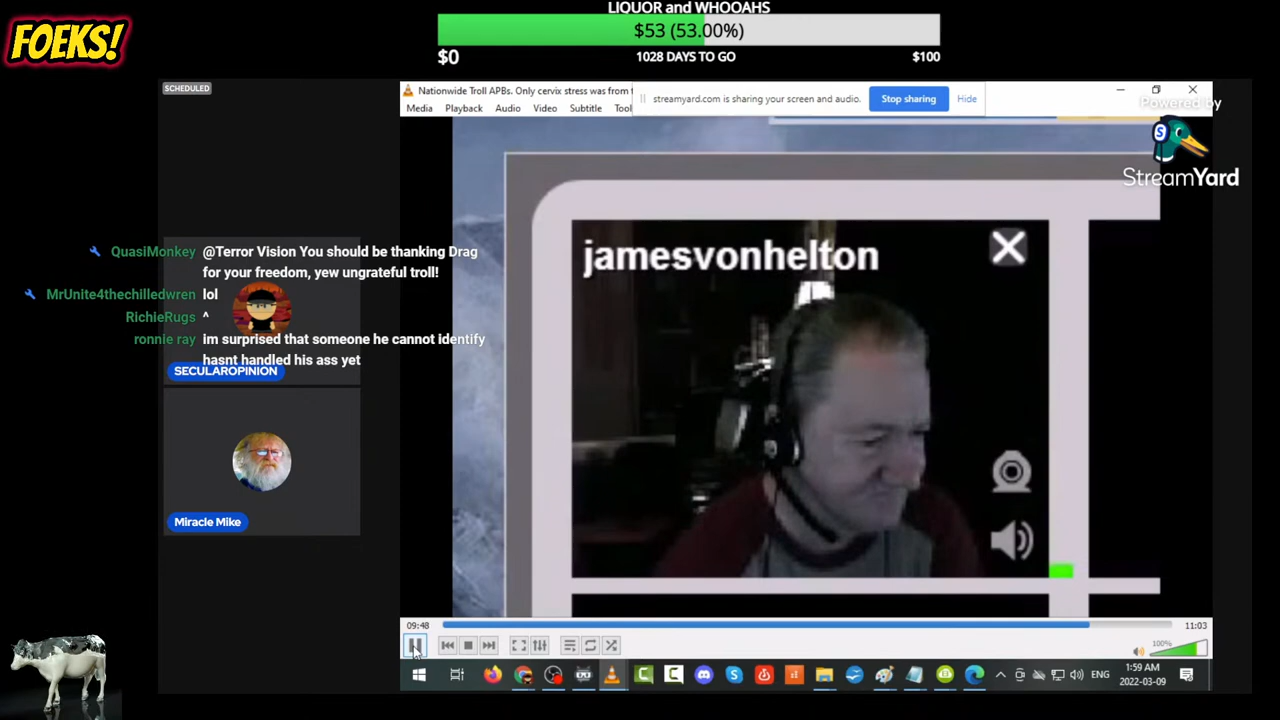 FOEKS!
LIQUOR and WHOOAHS
$53 (53.00%)
$0
1028 DAYS TO GO
$100
SCHEDULED
Nationwide Troll APBs. Only cervix stress was from
streamyard.com is sharing your screen and audio.
Stop sharing
Hide
Media Playback Audio Video Subtitle
Powered by
StreamYard
jamesvonhelton
QuasiMonkey @Terror Vision You should be thanking Drag
for your freedom, yew ungrateful troll!
MrUnite4thechilledwren lol
RichieRugs ^
ronnie ray im surprised that someone he cannot identify
hasnt handled his ass yet
SECULAROPINION
Miracle Mike
09:48
11:03
100%
ENG
1:59 AM
2022-03-09